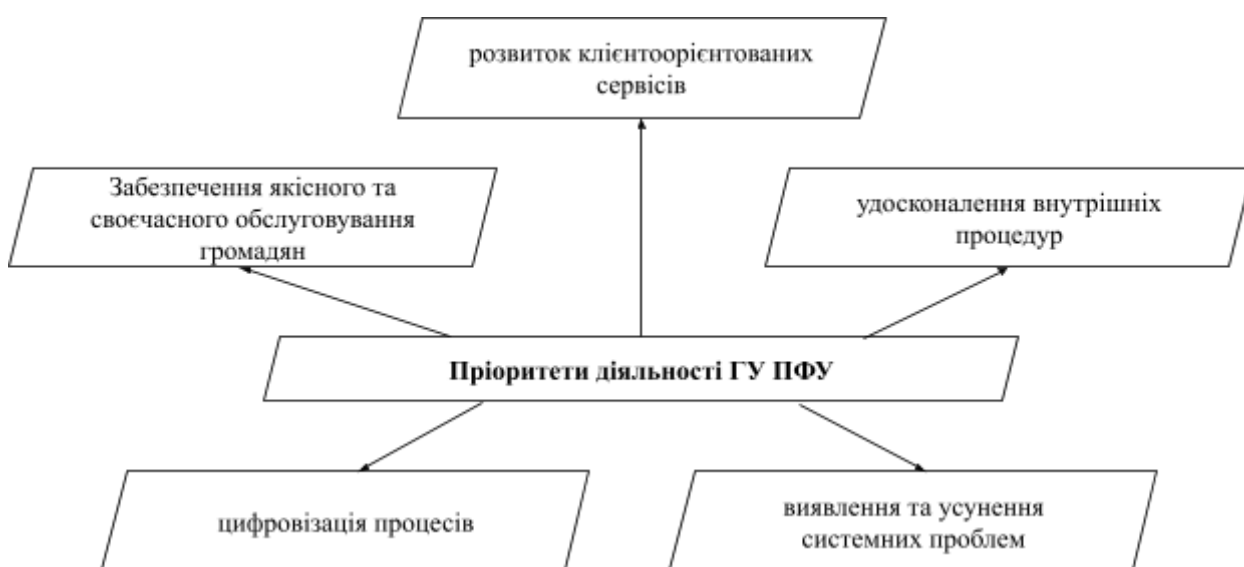 розвиток клієнтоорієнтованих
сервісів
Забезпечення якісного та
своєчасного обслуговування
громадян
удосконалення внутрішніх
процедур
Пріоритети діяльності ГУ ПФУ
цифровізація процесів
виявлення та усунення
системних проблем